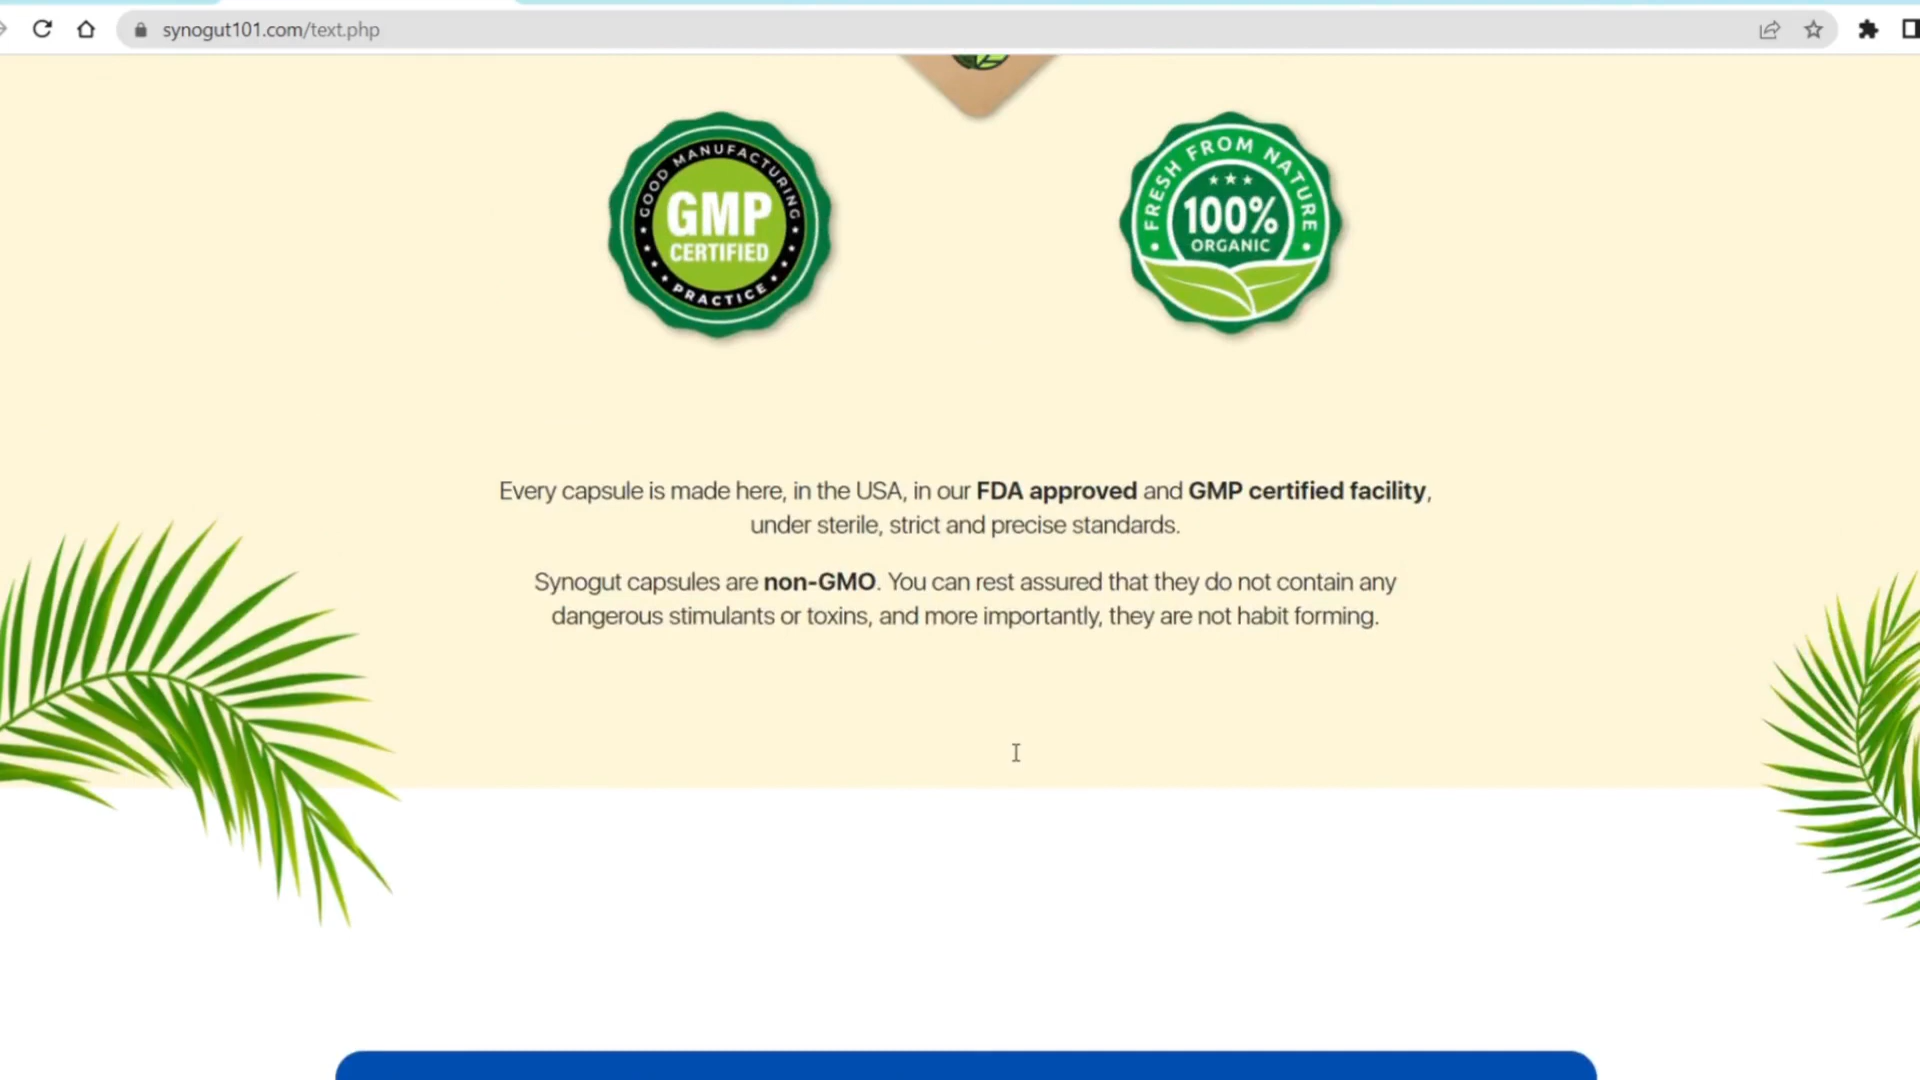 synogut101.com/text.php
GOOD MANUFACTURING
GMP
CERTIFIED
PRACTICE
FRESH FROM NATURE
100%
ORGANIC
Every capsule is made here, in the USA, in our FDA approved and GMP certified facility,
under sterile, strict and precise standards.
Synogut capsules are non-GMO. You can rest assured that they do not contain any
dangerous stimulants or toxins, and more importantly, they are not habit forming.